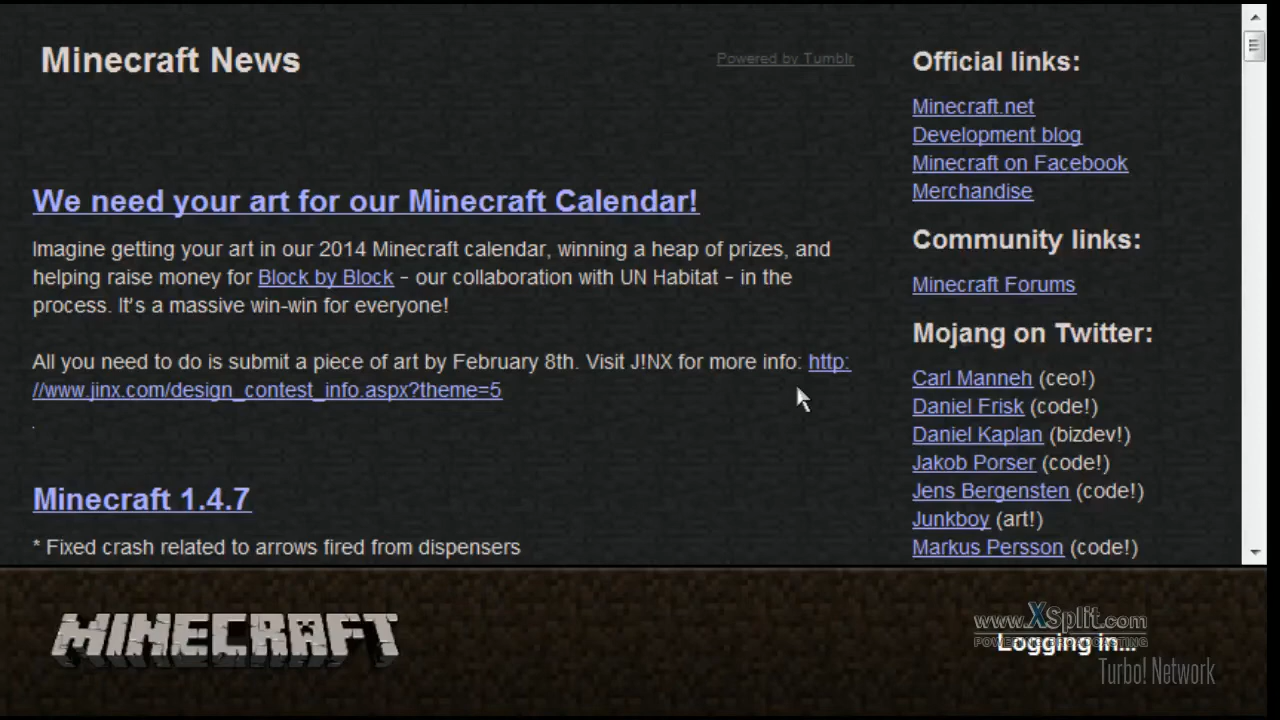 Minecraft News
Powered by Tumblr
We need your art for our Minecraft Calendar!
Imagine getting your art in our 2014 Minecraft calendar, winning a heap of prizes, and
helping raise money for Block by Block - our collaboration with UN Habitat - in the
process. It's a massive win-win for everyone!
All you need to do is submit a piece of art by February 8th. Visit J!NX for more info: http:
//www.jinx.com/design_contest_info.aspx?theme=5
.
Minecraft 1.4.7
* Fixed crash related to arrows fired from dispensers
Official links:
Minecraft.net
Development blog
Minecraft on Facebook
Merchandise
Community links:
Minecraft Forums
Mojang on Twitter:
Carl Manneh (ceo!)
Daniel Frisk (code!)
Daniel Kaplan (bizdev!)
Jakob Porser (code!)
Jens Bergensten (code!)
Junkboy (art!)
Markus Persson (code!)
MINECRAFT
www.XSplit.com
POWERING BROADCASTING
Logging in...
Turbo! Network